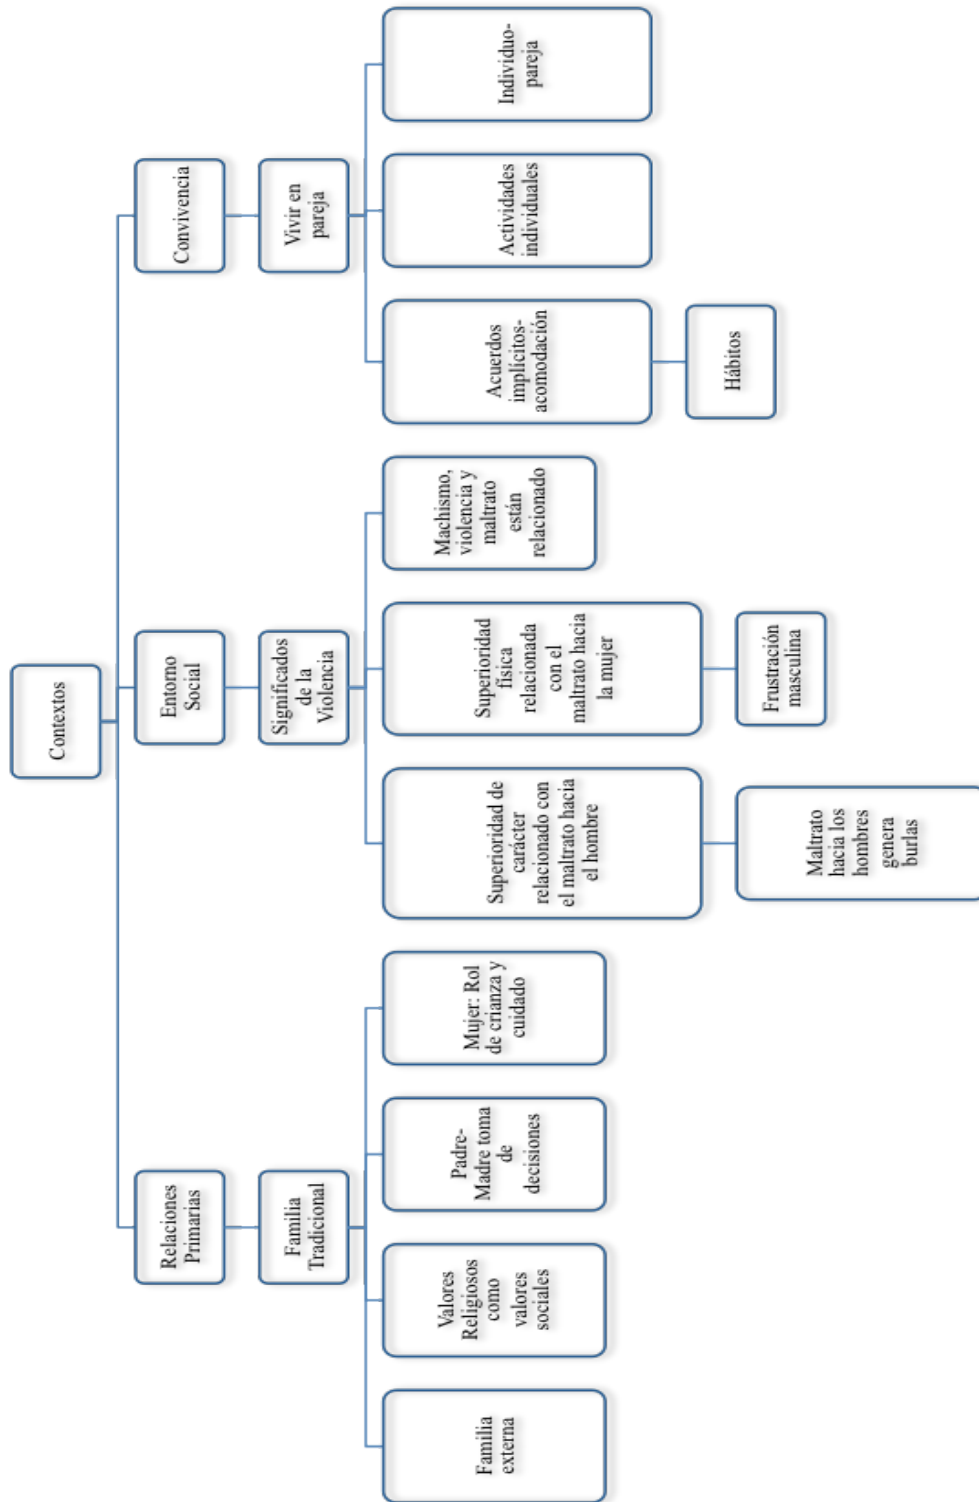 Contextos
Relaciones
Primarias
Entorno
Social
Convivencia
Familia
Tradicional
Significados
de la
Violencia
Vivir en
pareja
Familia
externa
Valores
Religiosos
como
valores
sociales
Padre-
Madre toma
de
decisiones
Mujer: Rol
de crianza y
cuidado
Superioridad de
carácter
relacionado con
el maltrato hacia
el hombre
Superioridad
física
relacionada
con el
maltrato hacia
la mujer
Machismo,
violencia y
maltrato
están
relacionado
Acuerdos
implícitos-
acomodación
Actividades
individuales
Individuo-
pareja
Maltrato
hacia los
hombres
genera
burlas
Frustración
masculina
Hábitos